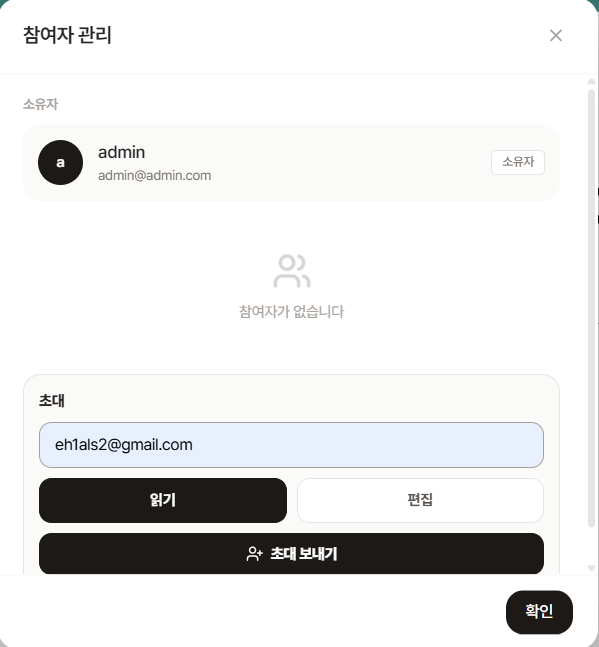 참여자 관리
소유자
a
admin
admin@admin.com
소유자
참여자가 없습니다
초대
eh1als2@gmail.com
읽기
편집
초대 보내기
확인